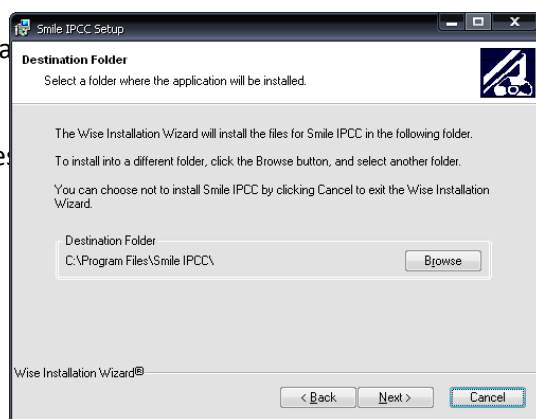 Smile IPCC Setup
Destination Folder
Select a folder where the application will be installed.
The Wise Installation Wizard will install the files for Smile IPCC in the following folder.
To install into a different folder, click the Browse button, and select another folder.
You can choose not to install Smile IPCC by clicking Cancel to exit the Wise Installation
Wizard.
Destination Folder
C:\Program Files\Smile IPCC\
Browse
Wise Installation Wizard®
< Back
Next >
Cancel